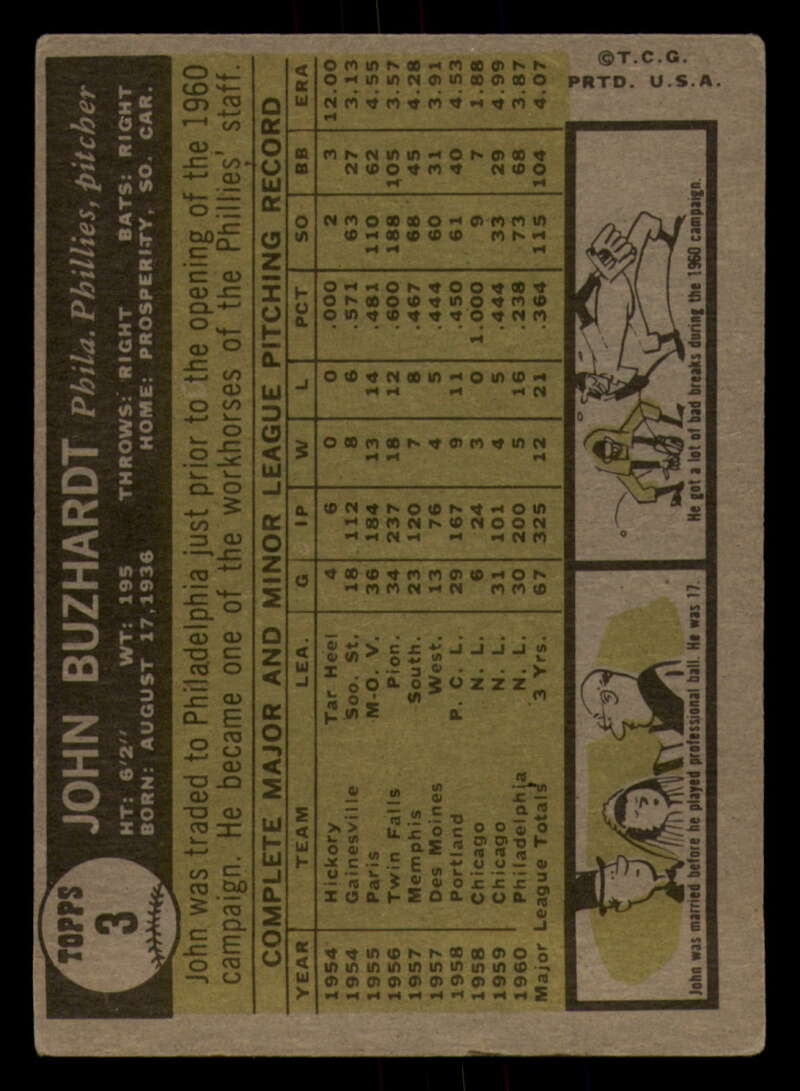 TOPPS
3
JOHN BUZHARDT Phila. Phillies, pitcher
HT: 6'2" WT: 195 THROWS: RIGHT BATS: RIGHT
BORN: AUGUST 17, 1936 HOME: PROSPERITY, SO. CAR.
John was traded to Philadelphia just prior to the opening of the 1960
campaign. He became one of the workhorses of the Phillies' staff.
COMPLETE MAJOR AND MINOR LEAGUE PITCHING RECORD
YEAR TEAM LEA. G IP W L PCT SO BB ERA
1954 Hickory Tar Heel 4 6 0 0 .000 2 3 12.00
1954 Gainesville Soo. St. 18 112 8 6 .571 63 27 3.13
1955 Paris M-O. V. 36 184 13 14 .481 110 62 4.55
1956 Twin Falls Pion. 34 237 18 12 .600 188 105 3.57
1957 Memphis South. 23 120 7 8 .467 68 45 4.28
1957 Des Moines West. 13 76 4 5 .444 60 31 3.91
1958 Portland P. C. L. 29 167 9 11 .450 61 40 4.53
1958 Chicago N. L. 6 24 3 0 1.000 9 7 1.88
1959 Chicago N. L. 31 101 4 5 .444 33 29 4.99
1960 Philadelphia N. L. 30 200 5 16 .238 73 68 3.87
Major League Totals 3 Yrs. 67 325 12 21 .364 115 104 4.07
John was married before he played professional ball. He was 17.
He got a lot of bad breaks during the 1960 campaign.
©T.C.G.
PRTD. U.S.A.